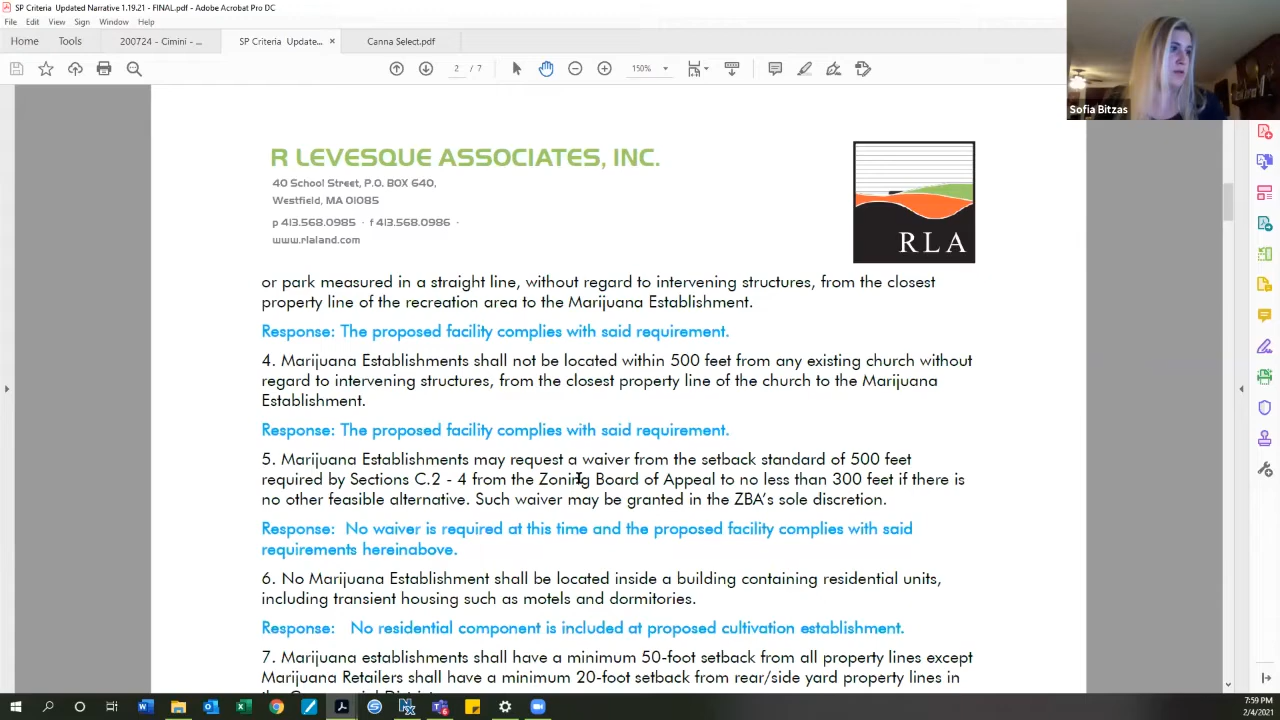 SP Criteria Updated Narrative 1.19.21 - FINAL.pdf - Adobe Acrobat Pro DC
File Edit View Sign Window Help
Home Tools 200724 - Cimini - ... SP Criteria Update... × Canna Select.pdf
2 / 7 150%
Sofia Bitzas
R LEVESQUE ASSOCIATES, INC.
40 School Street, P.O. BOX 640,
Westfield, MA 01085
p 413.568.0985 · f 413.568.0986 ·
www.rlaland.com
RLA
or park measured in a straight line, without regard to intervening structures, from the closest
property line of the recreation area to the Marijuana Establishment.
Response: The proposed facility complies with said requirement.
4. Marijuana Establishments shall not be located within 500 feet from any existing church without
regard to intervening structures, from the closest property line of the church to the Marijuana
Establishment.
Response: The proposed facility complies with said requirement.
5. Marijuana Establishments may request a waiver from the setback standard of 500 feet
required by Sections C.2 - 4 from the Zoning Board of Appeal to no less than 300 feet if there is
no other feasible alternative. Such waiver may be granted in the ZBA's sole discretion.
Response: No waiver is required at this time and the proposed facility complies with said
requirements hereinabove.
6. No Marijuana Establishment shall be located inside a building containing residential units,
including transient housing such as motels and dormitories.
Response: No residential component is included at proposed cultivation establishment.
7. Marijuana establishments shall have a minimum 50-foot setback from all property lines except
Marijuana Retailers shall have a minimum 20-foot setback from rear/side yard property lines in
7:59 PM
2/4/2021